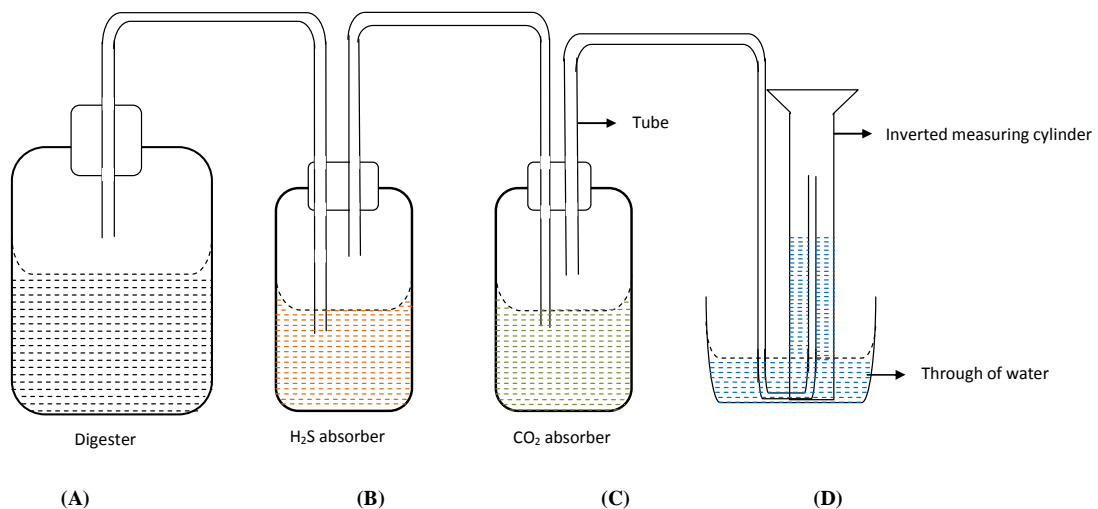 Tube
Inverted measuring cylinder
Through of water
Digester
H₂S absorber
CO₂ absorber
(A)
(B)
(C)
(D)